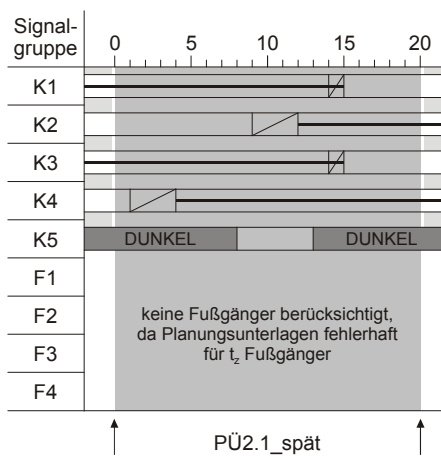 Signal-
gruppe
0 5 10 15 20
K1
K2
K3
K4
K5 DUNKEL DUNKEL
F1
F2
F3
F4
keine Fußgänger berücksichtigt,
da Planungsunterlagen fehlerhaft
für tz Fußgänger
PÜ2.1_spät